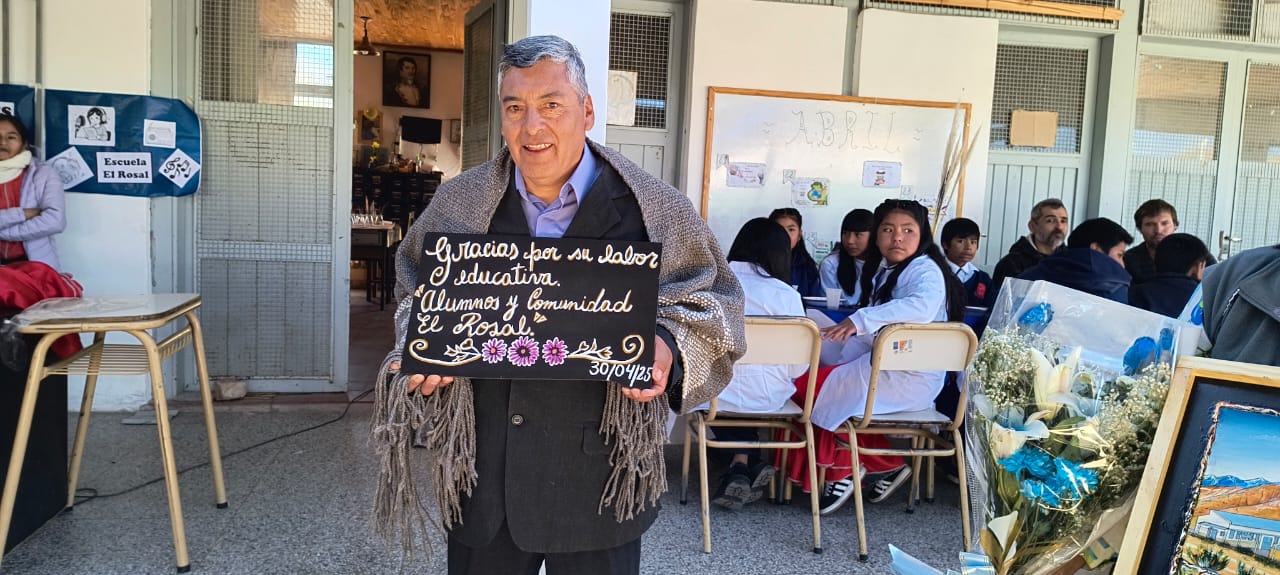 Escuela
El Rosal
Gracias por su labor
educativa.
"Alumnos y Comunidad
El Rosal."
30/04/25
ABRIL